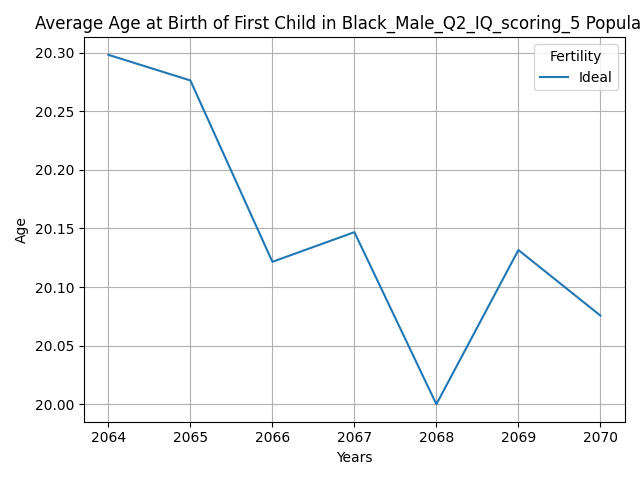 Average Age at Birth of First Child in Black_Male_Q2_IQ_scoring_5
Fertility
Ideal
20.30
20.25
20.20
20.15
20.10
20.05
20.00
Age
2064 2065 2066 2067 2068 2069 2070
Years